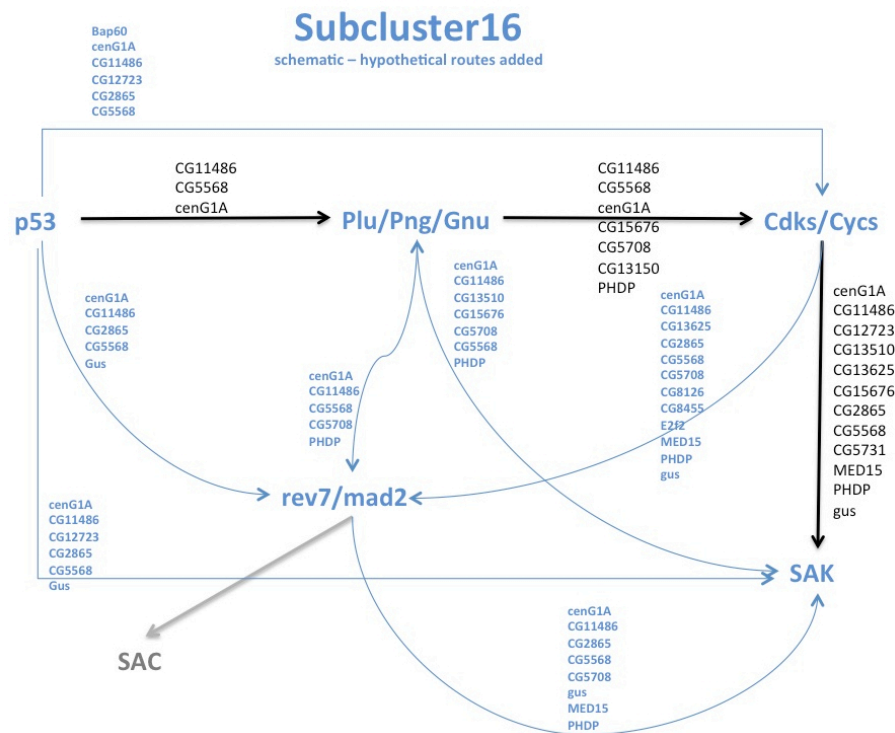 Subcluster16
schematic – hypothetical routes added
Bap60
cenG1A
CG11486
CG12723
CG2865
CG5568
CG11486
CG5568
cenG1A
CG11486
CG5568
cenG1A
CG15676
CG5708
CG13150
PHDP
p53
Plu/Png/Gnu
Cdks/Cycs
cenG1A
CG11486
CG2865
CG5568
Gus
cenG1A
CG11486
CG5568
CG5708
PHDP
cenG1A
CG11486
CG13510
CG15676
CG5708
CG5568
PHDP
cenG1A
CG11486
CG13625
CG2865
CG5568
CG5708
CG8126
CG8455
E2f2
MED15
PHDP
gus
cenG1A
CG11486
CG12723
CG13510
CG13625
CG15676
CG2865
CG5568
CG5731
MED15
PHDP
gus
rev7/mad2
cenG1A
CG11486
CG12723
CG2865
CG5568
Gus
SAK
SAC
cenG1A
CG11486
CG2865
CG5568
CG5708
gus
MED15
PHDP